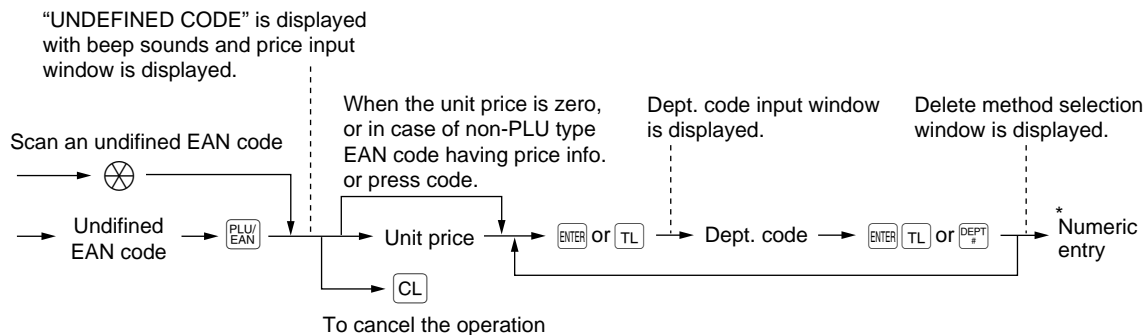 “UNDEFINED CODE” is displayed
with beep sounds and price input
window is displayed.
When the unit price is zero,
or in case of non-PLU type
EAN code having price info.
or press code.
Dept. code input window
is displayed.
Delete method selection
window is displayed.
Scan an undifined EAN code
Undifined
EAN code
PLU/
EAN
Unit price
ENTER or TL
Dept. code
ENTER TL or DEPT
#
*
Numeric
entry
CL
To cancel the operation